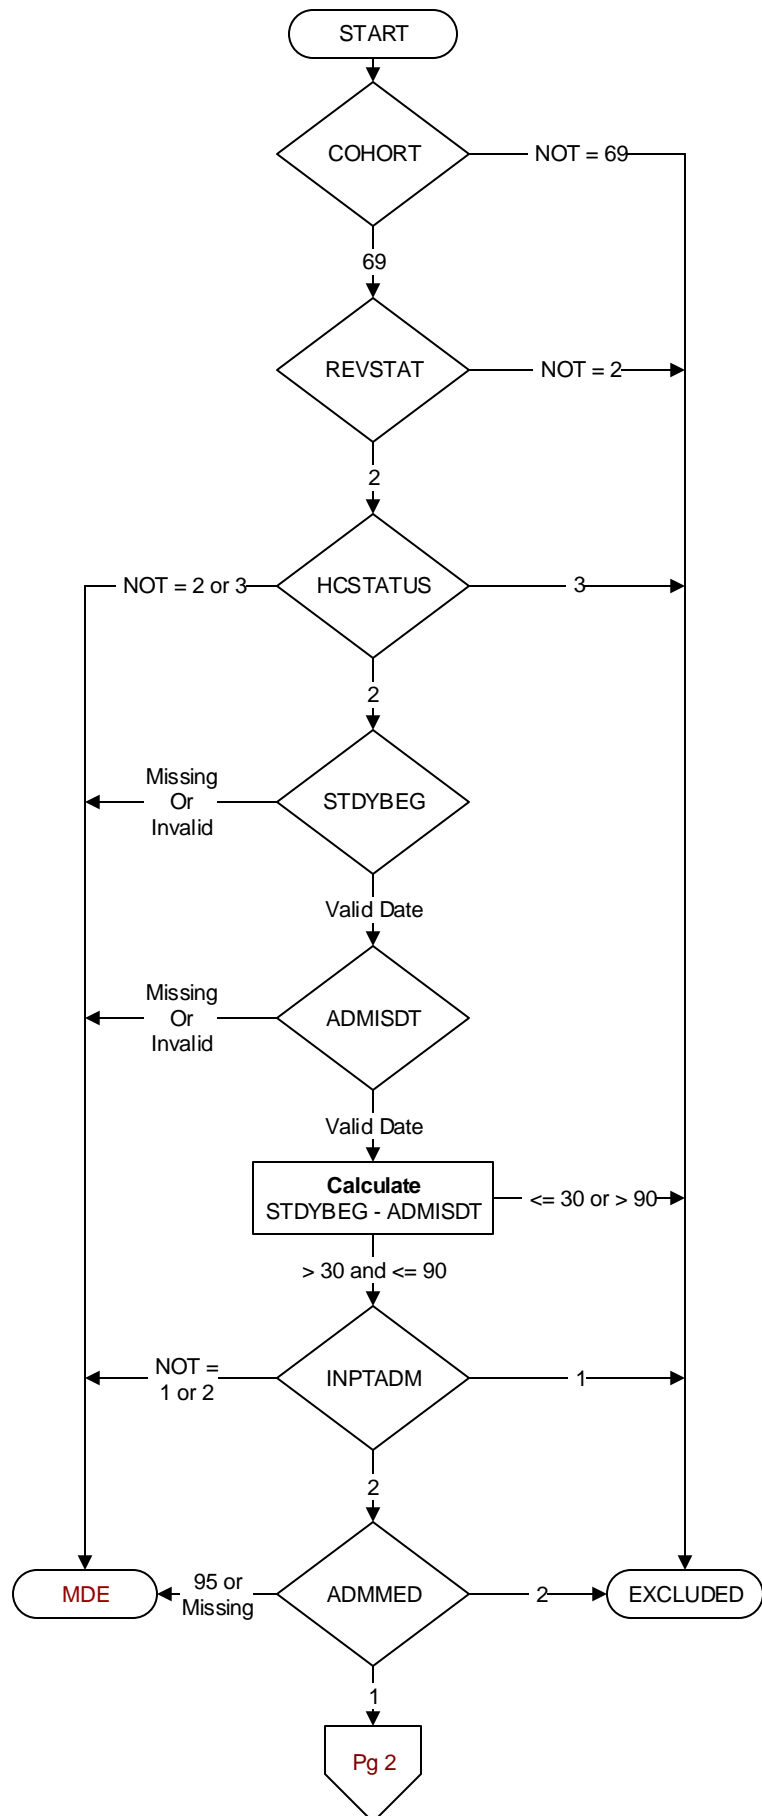 START
COHORT
NOT = 69
69
REVSTAT
NOT = 2
2
NOT = 2 or 3
HCSTATUS
3
2
Missing
Or
Invalid
STDYBEG
Valid Date
Missing
Or
Invalid
ADMISDT
Valid Date
Calculate
STDYBEG - ADMISDT
<= 30 or > 90
> 30 and <= 90
NOT =
1 or 2
INPTADM
1
2
MDE
95 or
Missing
ADMMED
2
EXCLUDED
1
Pg 2